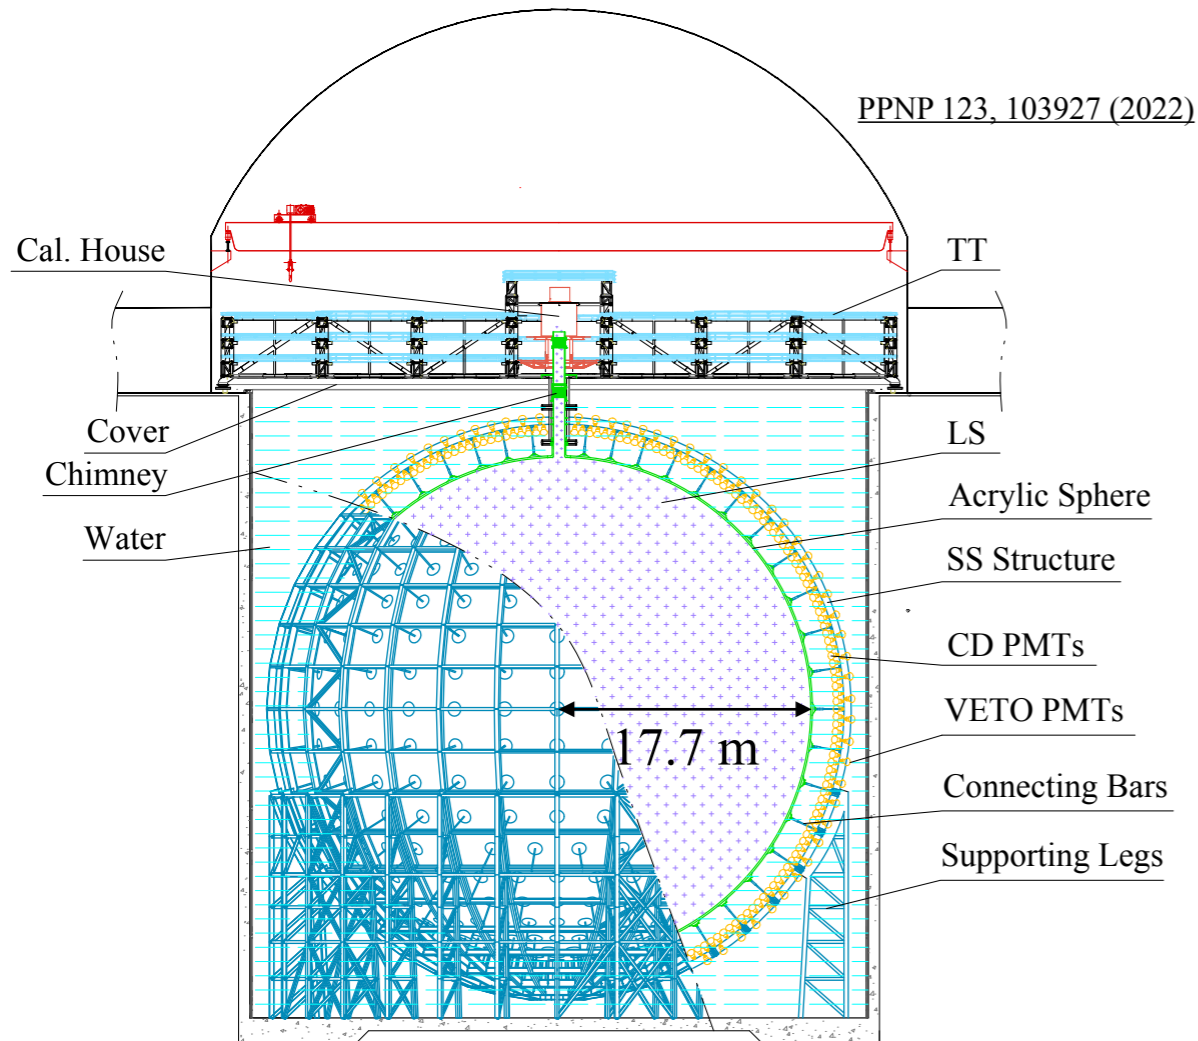 PPNP 123, 103927 (2022)
Cal. House
TT
Cover
LS
Chimney
Acrylic Sphere
Water
SS Structure
CD PMTs
VETO PMTs
17.7 m
Connecting Bars
Supporting Legs